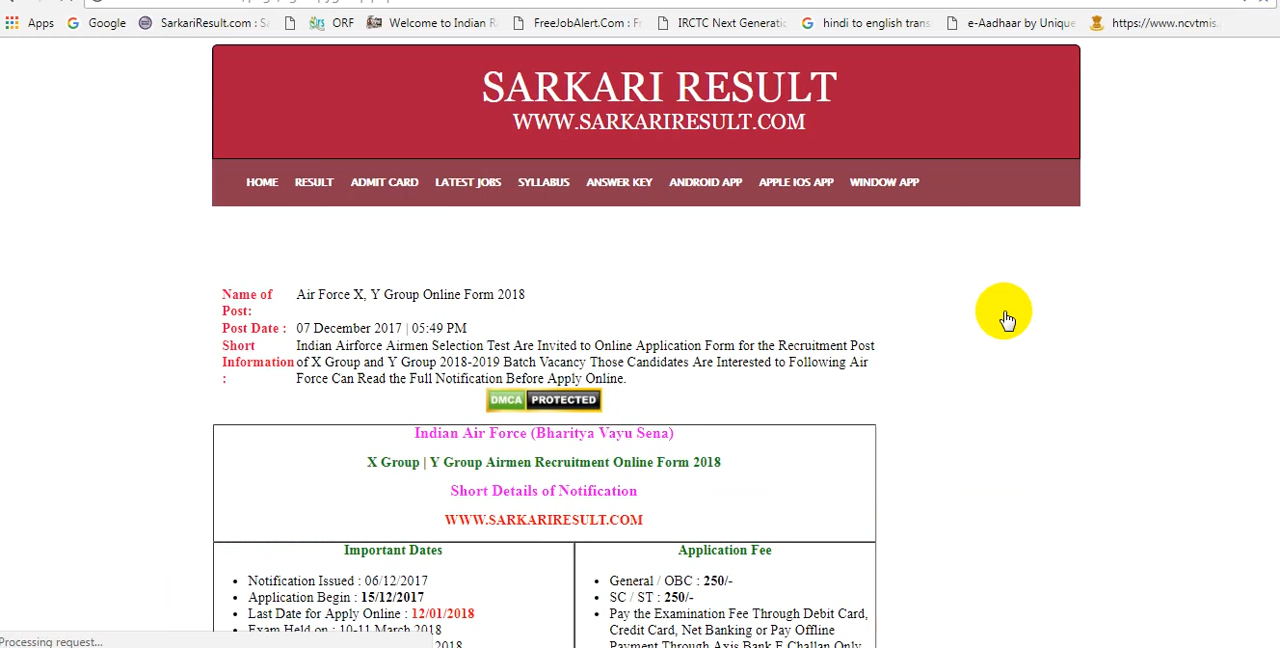 Apps Google SarkariResult.com : Sa ORF Welcome to Indian R FreeJobAlert.Com : Fr IRCTC Next Generatio hindi to english trans e-Aadhaar by Unique https://www.ncvtmis.
SARKARI RESULT
WWW.SARKARIRESULT.COM
HOME RESULT ADMIT CARD LATEST JOBS SYLLABUS ANSWER KEY ANDROID APP APPLE IOS APP WINDOW APP
Name of Post: Air Force X, Y Group Online Form 2018
Post Date : 07 December 2017 | 05:49 PM
Short Information : Indian Airforce Airmen Selection Test Are Invited to Online Application Form for the Recruitment Post
of X Group and Y Group 2018-2019 Batch Vacancy Those Candidates Are Interested to Following Air
Force Can Read the Full Notification Before Apply Online.
DMCA PROTECTED
Indian Air Force (Bharitya Vayu Sena)
X Group | Y Group Airmen Recruitment Online Form 2018
Short Details of Notification
WWW.SARKARIRESULT.COM
Important Dates
Notification Issued : 06/12/2017
Application Begin : 15/12/2017
Last Date for Apply Online : 12/01/2018
Exam Held on : 10-11 March 2018
2018
Application Fee
General / OBC : 250/-
SC / ST : 250/-
Pay the Examination Fee Through Debit Card,
Credit Card, Net Banking or Pay Offline
Payment Through Axis Bank E Challan Only
Processing request...